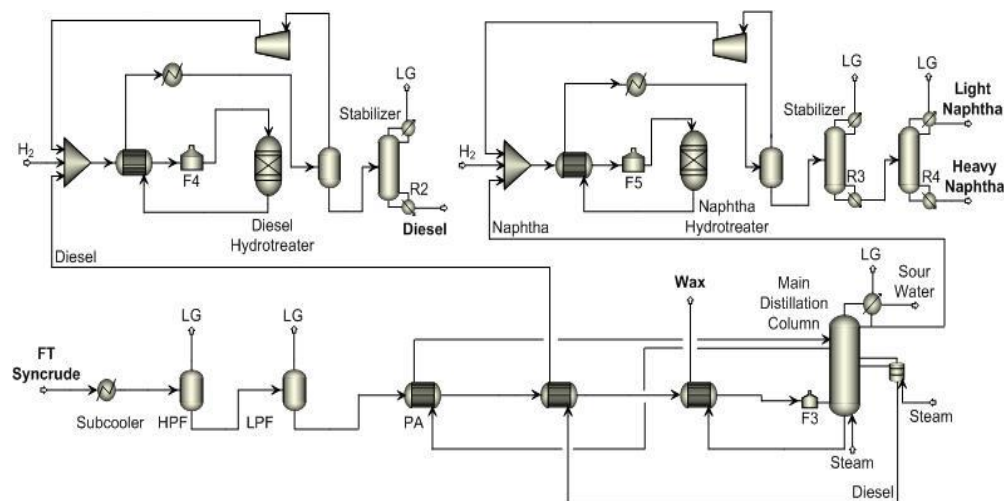 LG
LG
LG
Light
Naphtha
Stabilizer
Stabilizer
H2
F4
R2
H2
F5
R3
R4
Heavy
Naphtha
Diesel
Hydrotreater
Diesel
Naphtha
Hydrotreater
Naphtha
Diesel
LG
LG
Wax
Main
Distillation
Column
LG
Sour
Water
FT
Syncrude
Subcooler
HPF
LPF
PA
F3
Steam
Steam
Diesel